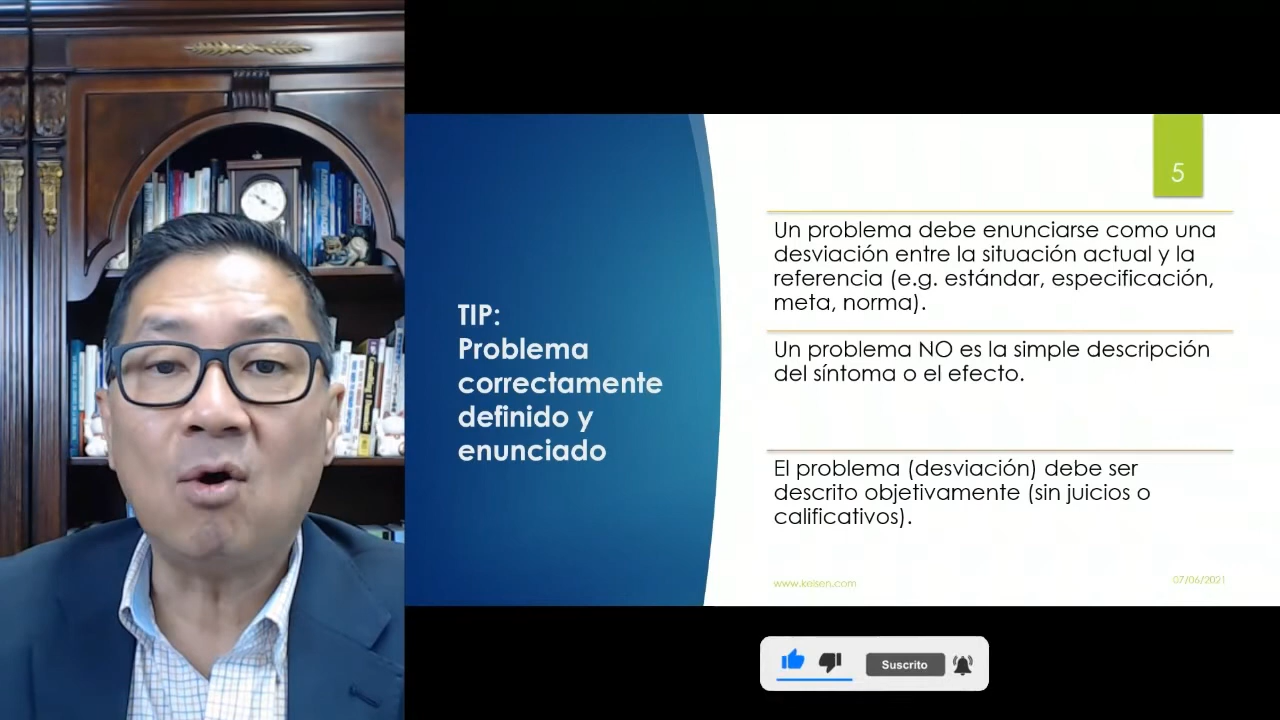 TIP:
Problema
correctamente
definido y
enunciado
5
Un problema debe enunciarse como una
desviación entre la situación actual y la
referencia (e.g. estándar, especificación,
meta, norma).
Un problema NO es la simple descripción
del síntoma o el efecto.
El problema (desviación) debe ser
descrito objetivamente (sin juicios o
calificativos).
www.keisen.com
07/06/2021
Suscrito